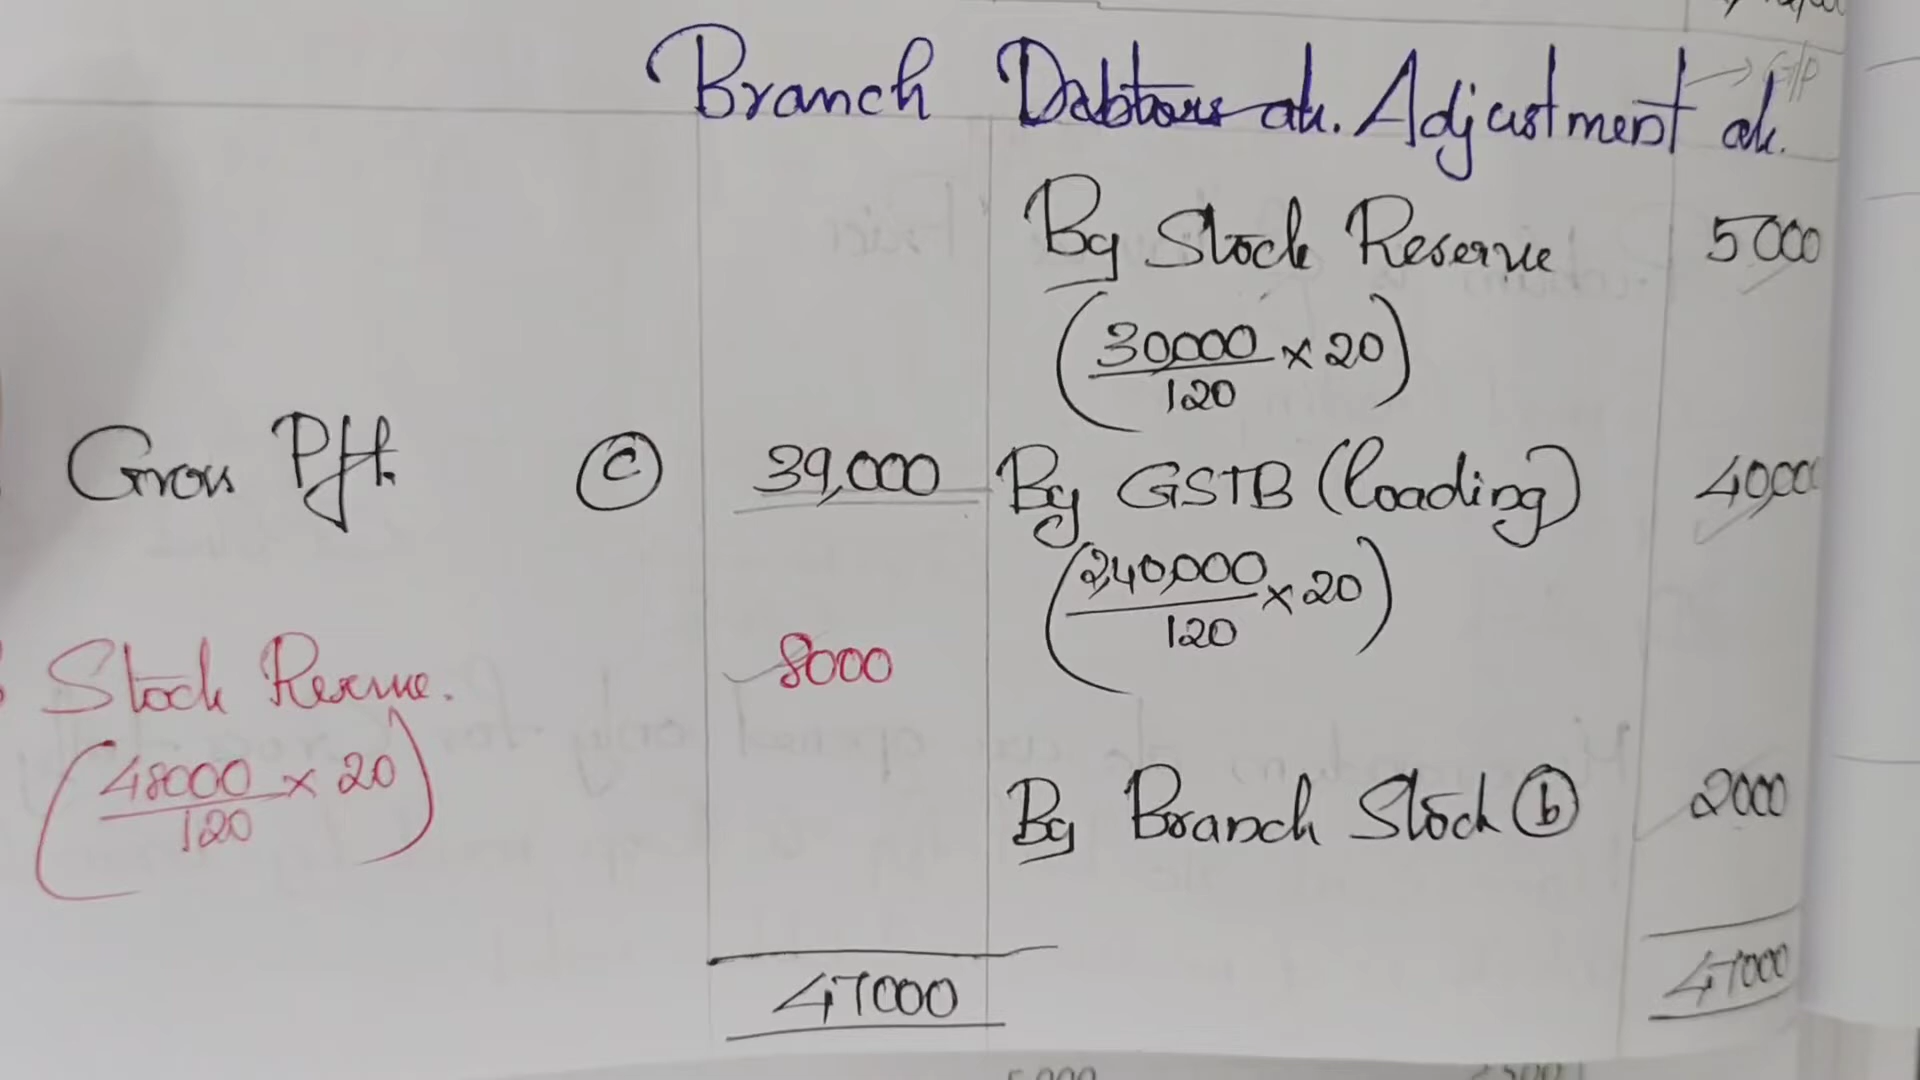 Branch Debtors a/c. Adjustment a/c.
→ G/P
By Stock Reserve 5000
(30,000/120 × 20)
Gross Pft. (c) 39,000 By GSTB (loading) 40,000
(2,40,000/120 × 20)
Stock Reserve. 8000
(48000/120 × 20)
By Branch Stock (b) 2000
47000 47000